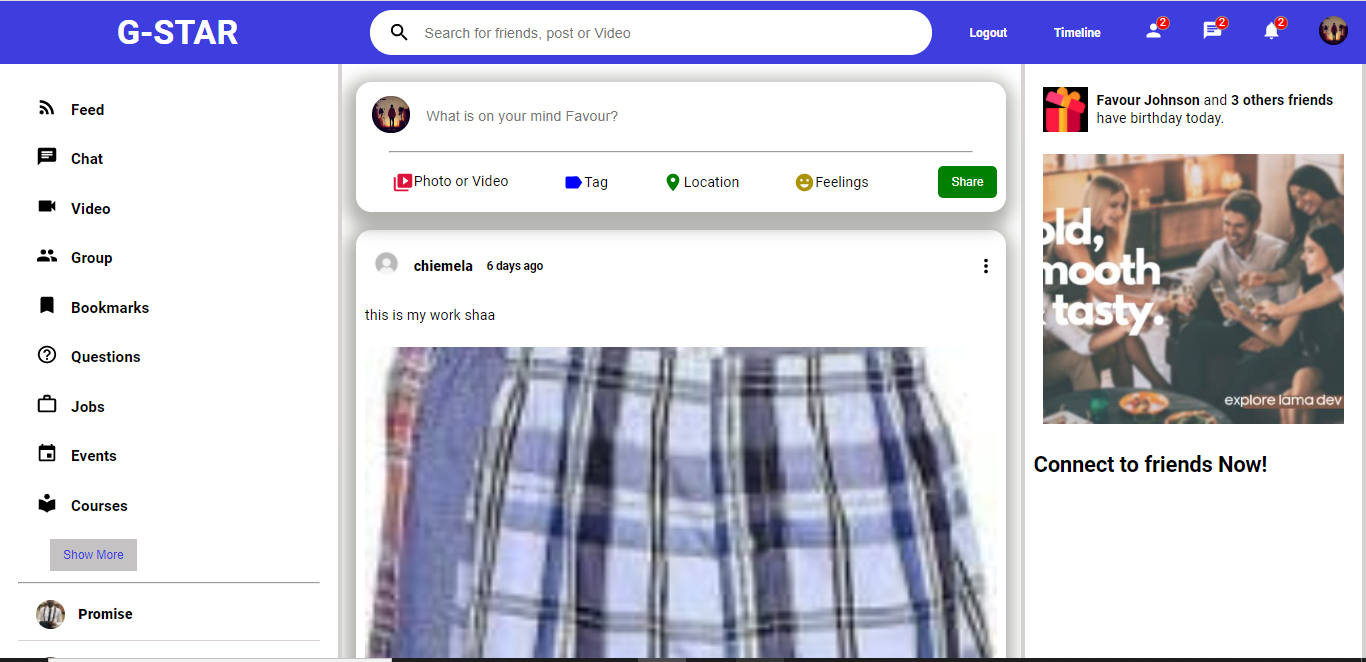 G-STAR
Search for friends, post or Video
Logout
Timeline
2
2
2
Feed
Chat
Video
Group
Bookmarks
Questions
Jobs
Events
Courses
Show More
Promise
What is on your mind Favour?
Photo or Video
Tag
Location
Feelings
Share
chiemela 6 days ago
this is my work shaa
Favour Johnson and 3 others friends
have birthday today.
old,
mooth
tasty.
explore lama dev
Connect to friends Now!